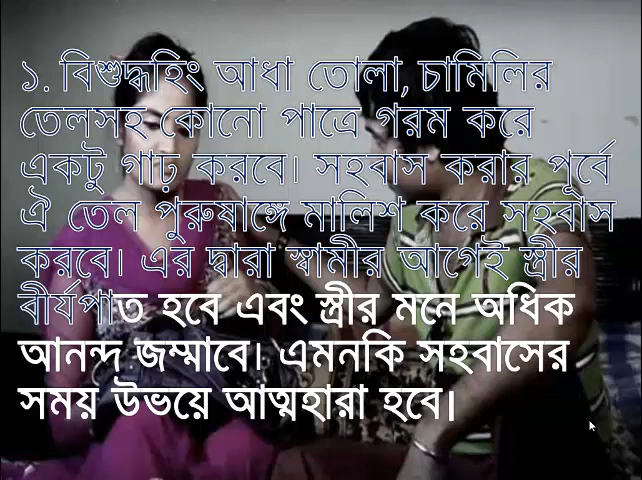 ১. বিশুদ্ধহিং আধা তোলা, চামিলির
তেলসহ কোনো পাত্রে গরম করে
একটু গাঢ় করবে। সহবাস করার পূর্বে
ঐ তেল পুরুষাঙ্গে মালিশ করে সহবাস
করবে। এর দ্বারা স্বামীর আগেই স্ত্রীর
বীর্যপাত হবে এবং স্ত্রীর মনে অধিক
আনন্দ জম্মাবে। এমনকি সহবাসের
সময় উভয়ে আত্মহারা হবে।